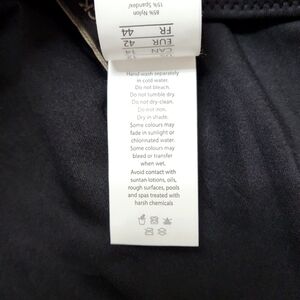 85% Nylon
15% Spandex
FR 44
EUR 42
CAN 14
Hand wash separately
in cold water.
Do not bleach.
Do not tumble dry.
Do not dry-clean.
Do not iron.
Dry in shade.
Some colours may
fade in sunlight or
chlorinated water
Some colours may
bleed or transfer
when wet.
Avoid contact with
suntan lotions, oils,
rough surfaces, pools
and spas treated with
harsh chemicals